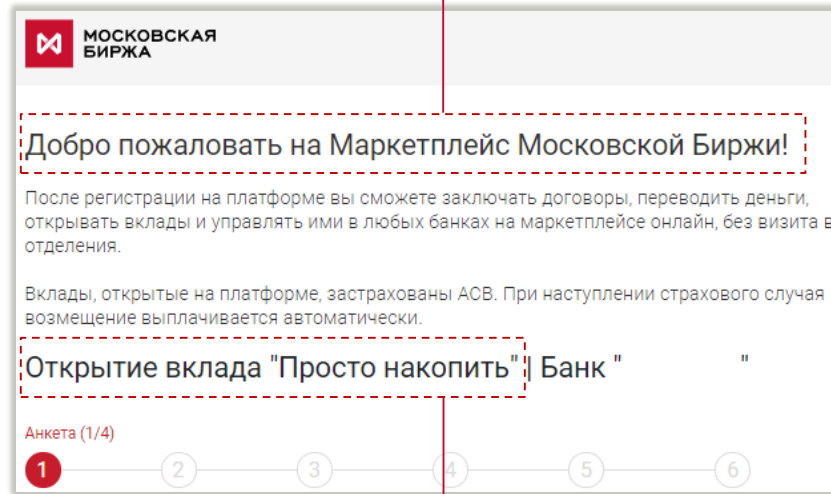 МОСКОВСКАЯ
БИРЖА
Добро пожаловать на Маркетплейс Московской Биржи!
После регистрации на платформе вы сможете заключать договоры, переводить деньги,
открывать вклады и управлять ими в любых банках на маркетплейсе онлайн, без визита в
отделения.
Вклады, открытые на платформе, застрахованы АСВ. При наступлении страхового случая
возмещение выплачивается автоматически.
Открытие вклада "Просто накопить" | Банк " "
Анкета (1/4)
1 2 3 4 5 6